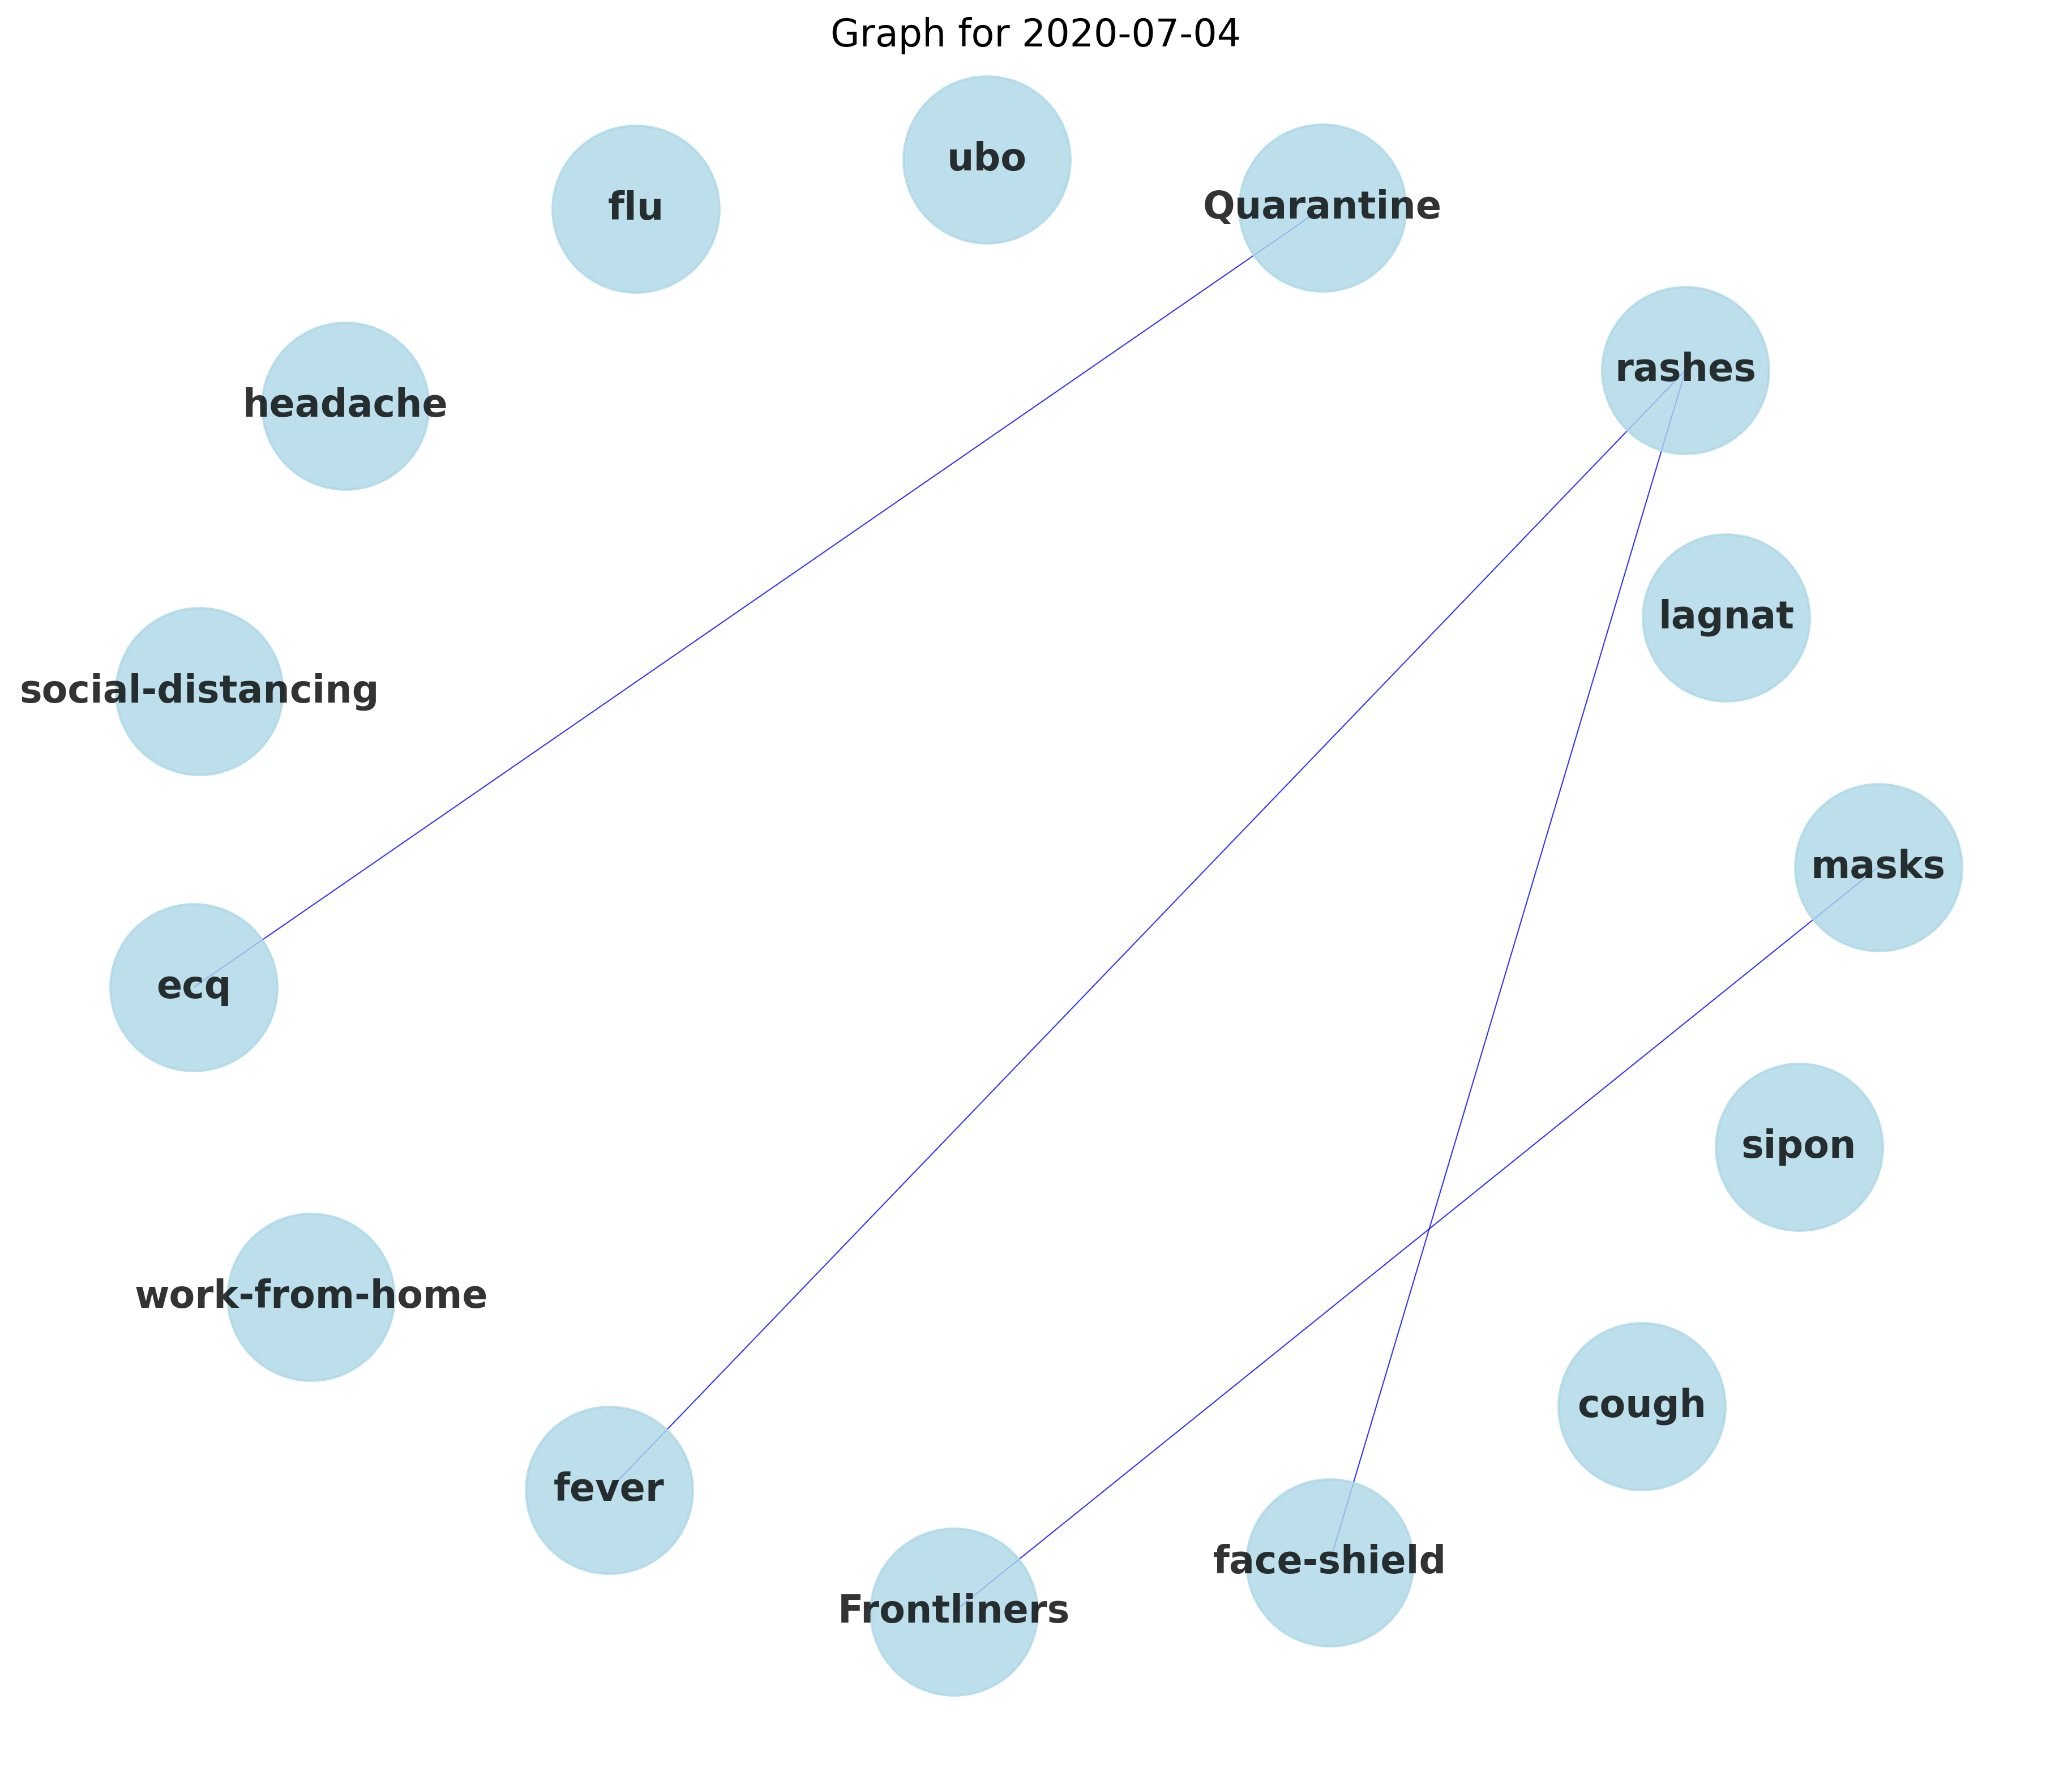 Graph for 2020-07-04
ubo
Quarantine
flu
rashes
headache
lagnat
social-distancing
masks
ecq
sipon
work-from-home
cough
fever
face-shield
Frontliners